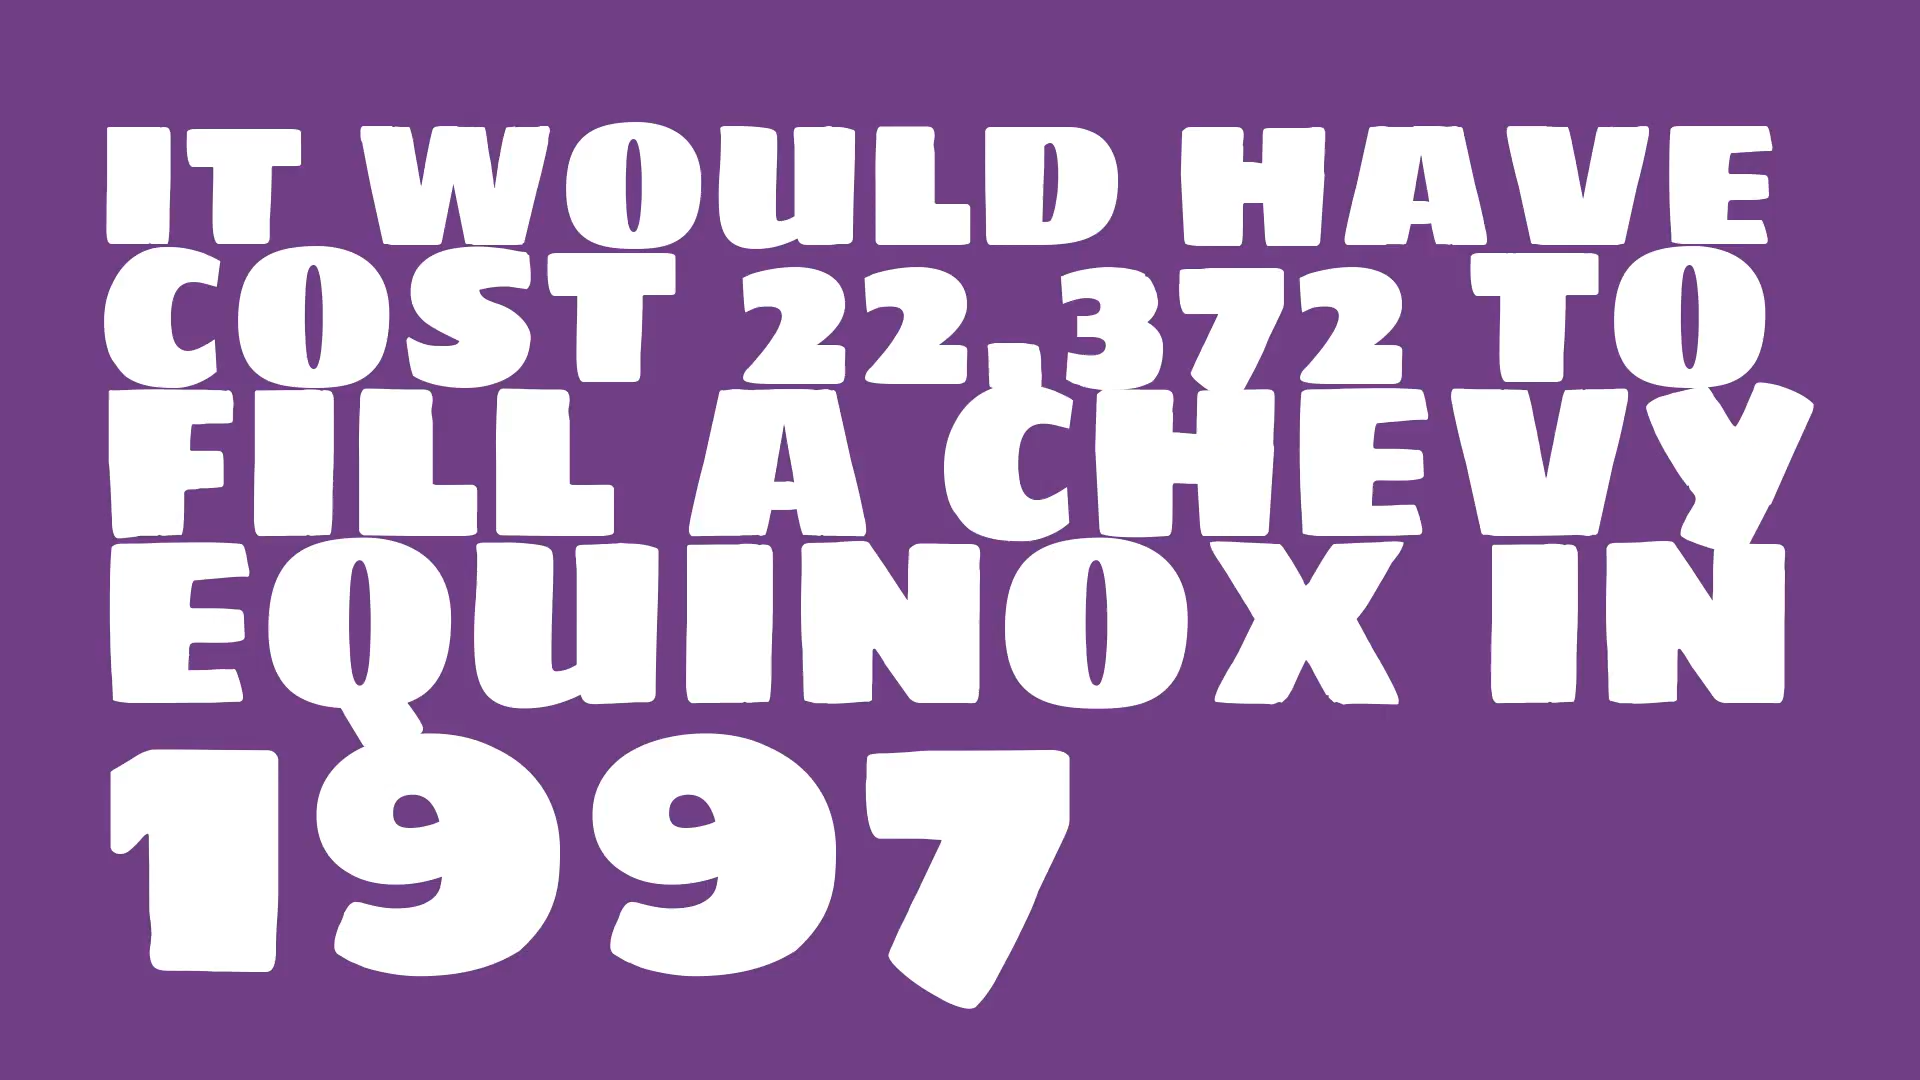 IT WOULD HAVE
COST 22,372 TO
FILL A CHEVY
EQUINOX IN
1997